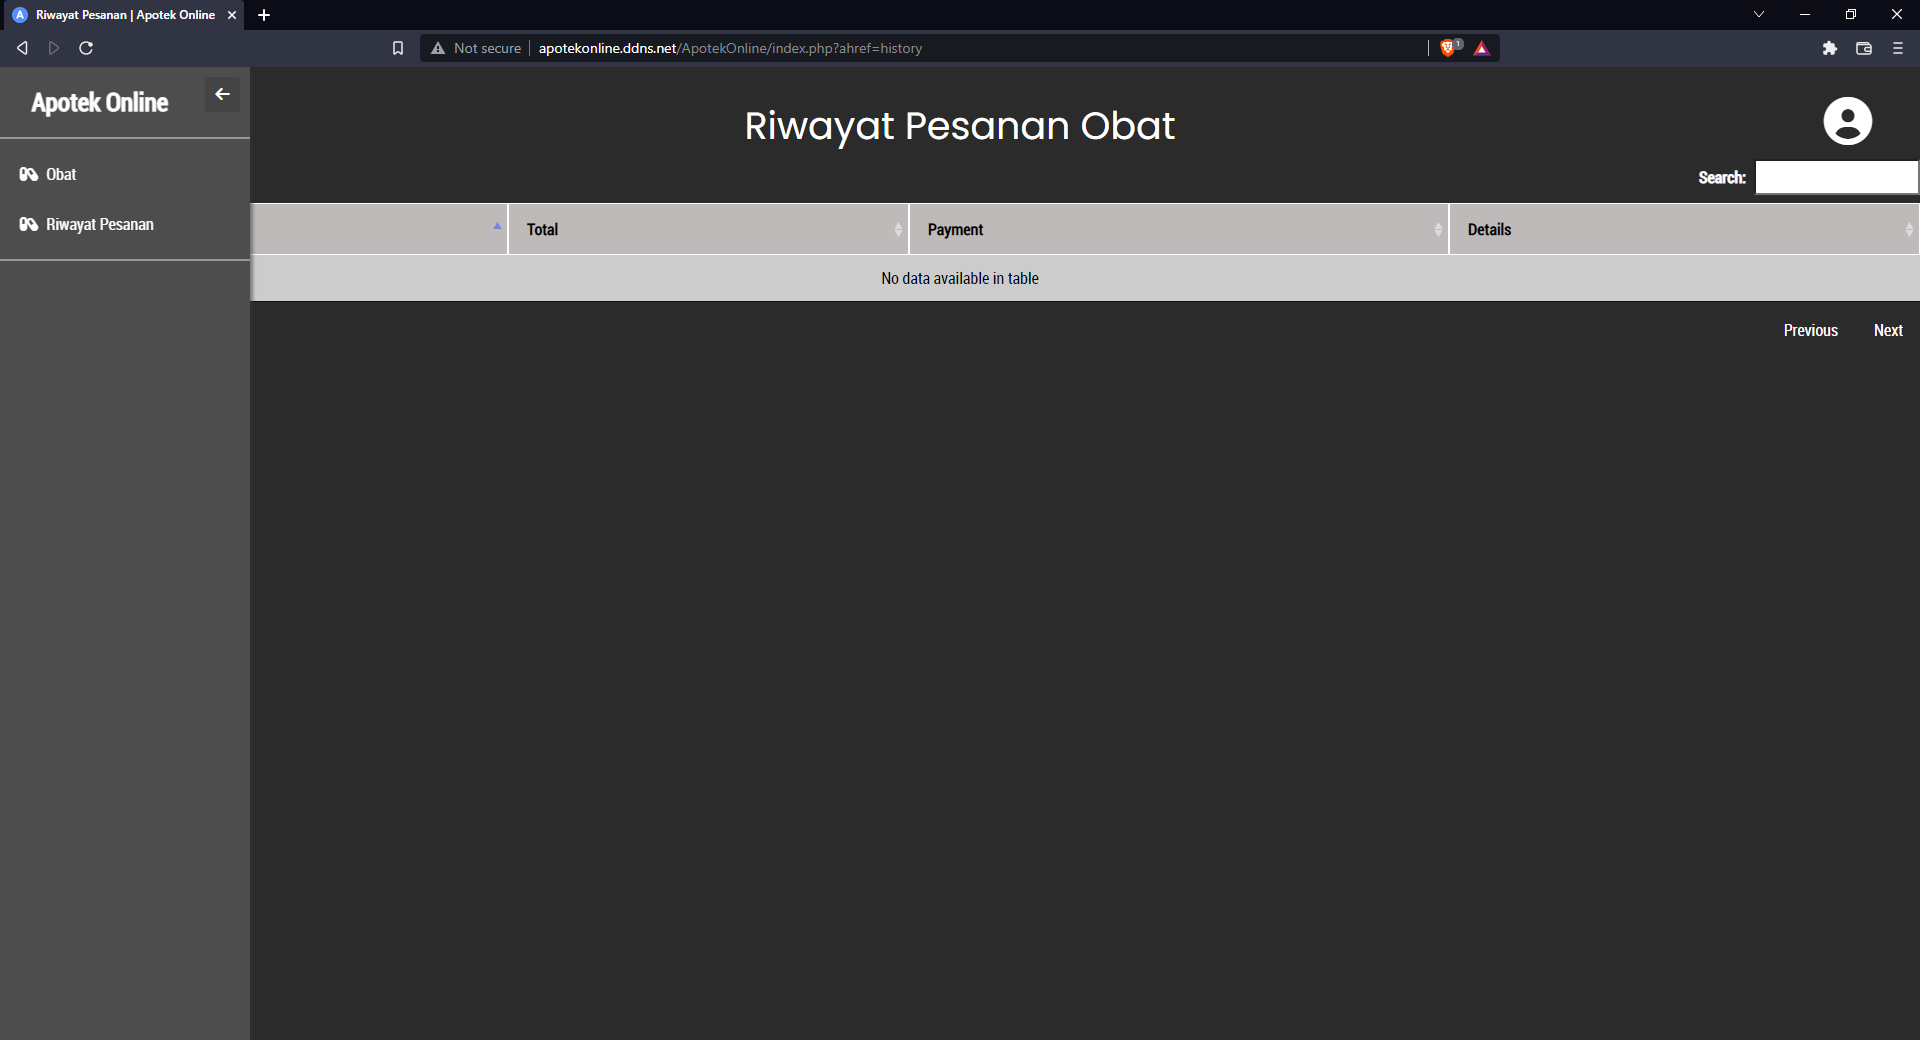 Riwayat Pesanan | Apotek Online
Not secure
apotekonline.ddns.net/ApotekOnline/index.php?ahref=history
1
Apotek Online
Obat
Riwayat Pesanan
Riwayat Pesanan Obat
Search:
Total Payment Details
No data available in table
Previous Next